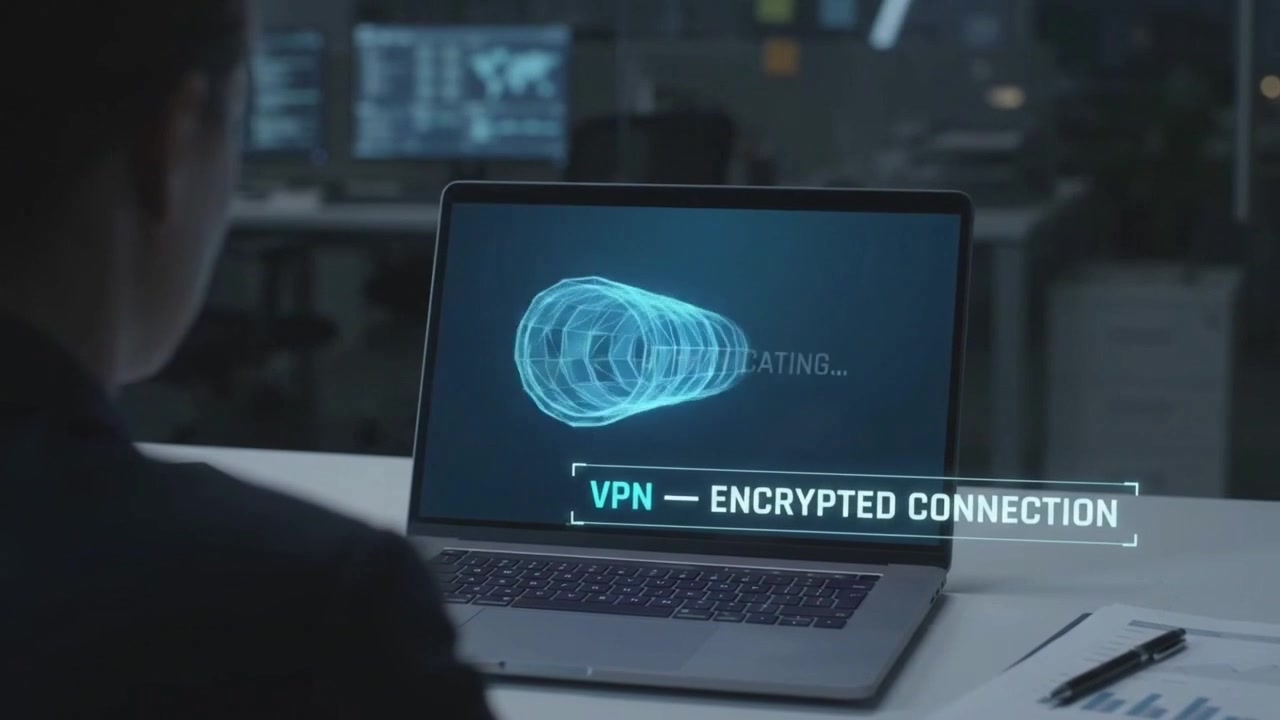 CATING...
VPN — ENCRYPTED CONNECTION